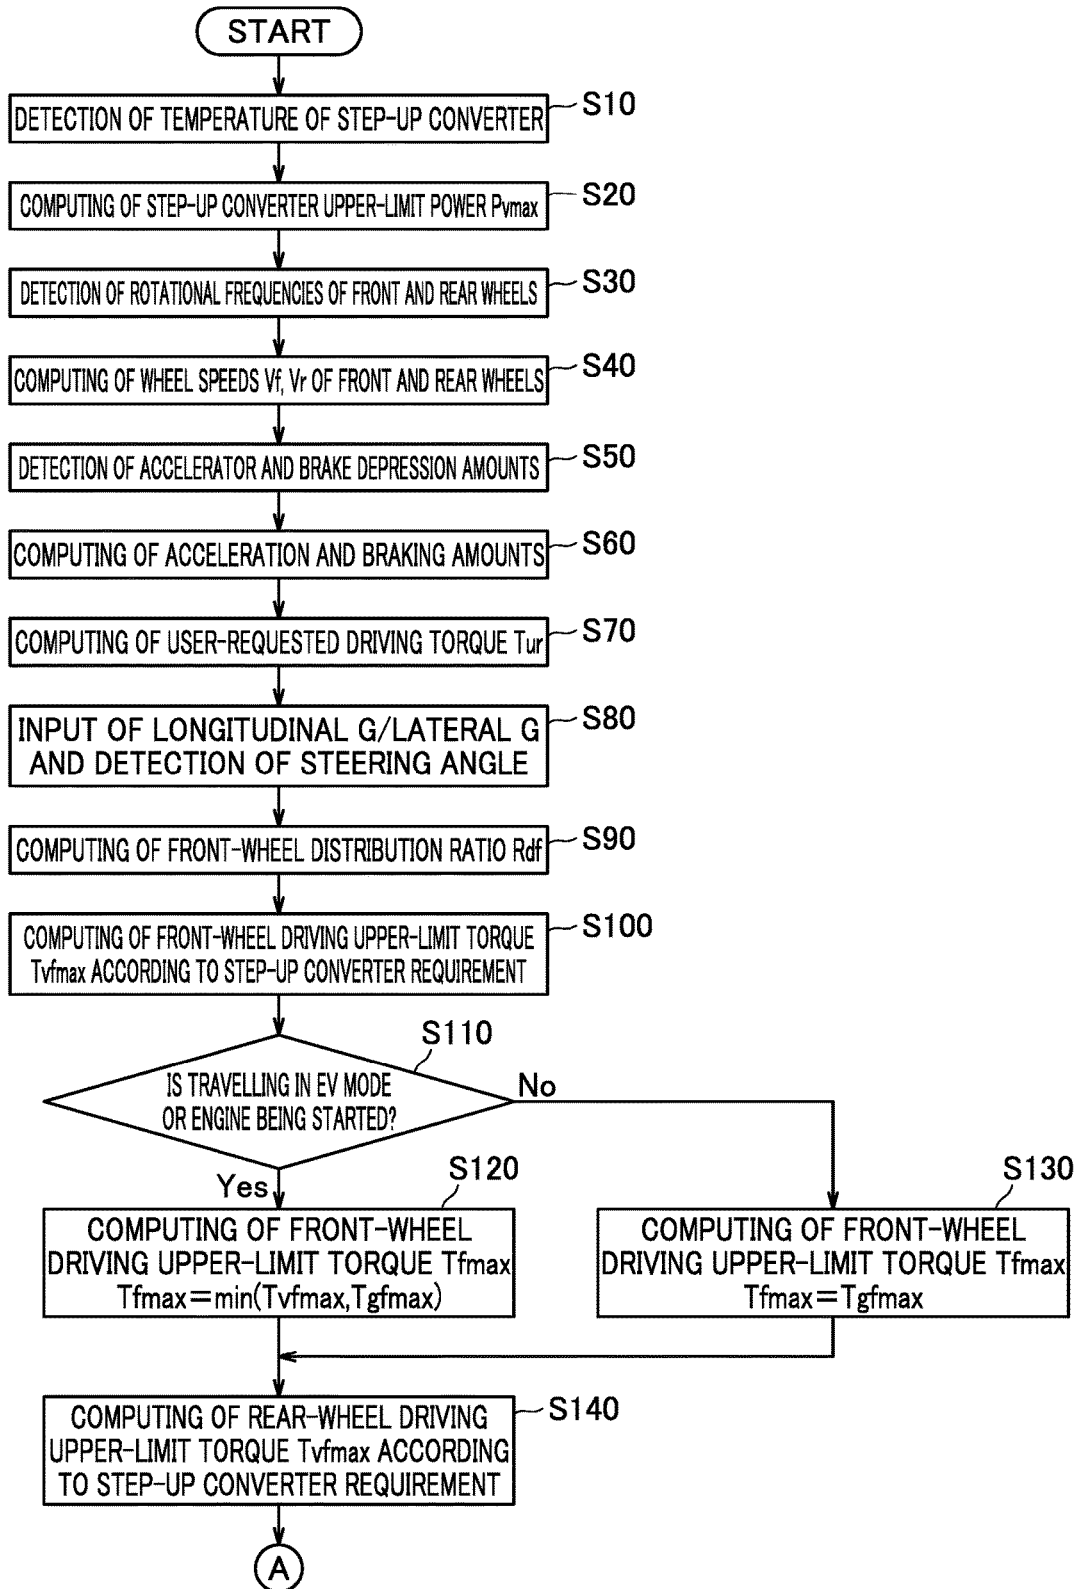 START
DETECTION OF TEMPERATURE OF STEP-UP CONVERTER
S10
COMPUTING OF STEP-UP CONVERTER UPPER-LIMIT POWER Pvmax
S20
DETECTION OF ROTATIONAL FREQUENCIES OF FRONT AND REAR WHEELS
S30
COMPUTING OF WHEEL SPEEDS Vf, Vr OF FRONT AND REAR WHEELS
S40
DETECTION OF ACCELERATOR AND BRAKE DEPRESSION AMOUNTS
S50
COMPUTING OF ACCELERATION AND BRAKING AMOUNTS
S60
COMPUTING OF USER-REQUESTED DRIVING TORQUE Tur
S70
INPUT OF LONGITUDINAL G/LATERAL G
AND DETECTION OF STEERING ANGLE
S80
COMPUTING OF FRONT-WHEEL DISTRIBUTION RATIO Rdf
S90
COMPUTING OF FRONT-WHEEL DRIVING UPPER-LIMIT TORQUE
Tvfmax ACCORDING TO STEP-UP CONVERTER REQUIREMENT
S100
S110
IS TRAVELLING IN EV MODE
OR ENGINE BEING STARTED?
No
Yes
S120
COMPUTING OF FRONT-WHEEL
DRIVING UPPER-LIMIT TORQUE Tfmax
Tfmax=min(Tvfmax,Tgfmax)
S130
COMPUTING OF FRONT-WHEEL
DRIVING UPPER-LIMIT TORQUE Tfmax
Tfmax=Tgfmax
COMPUTING OF REAR-WHEEL DRIVING
UPPER-LIMIT TORQUE Tvfmax ACCORDING
TO STEP-UP CONVERTER REQUIREMENT
S140
A